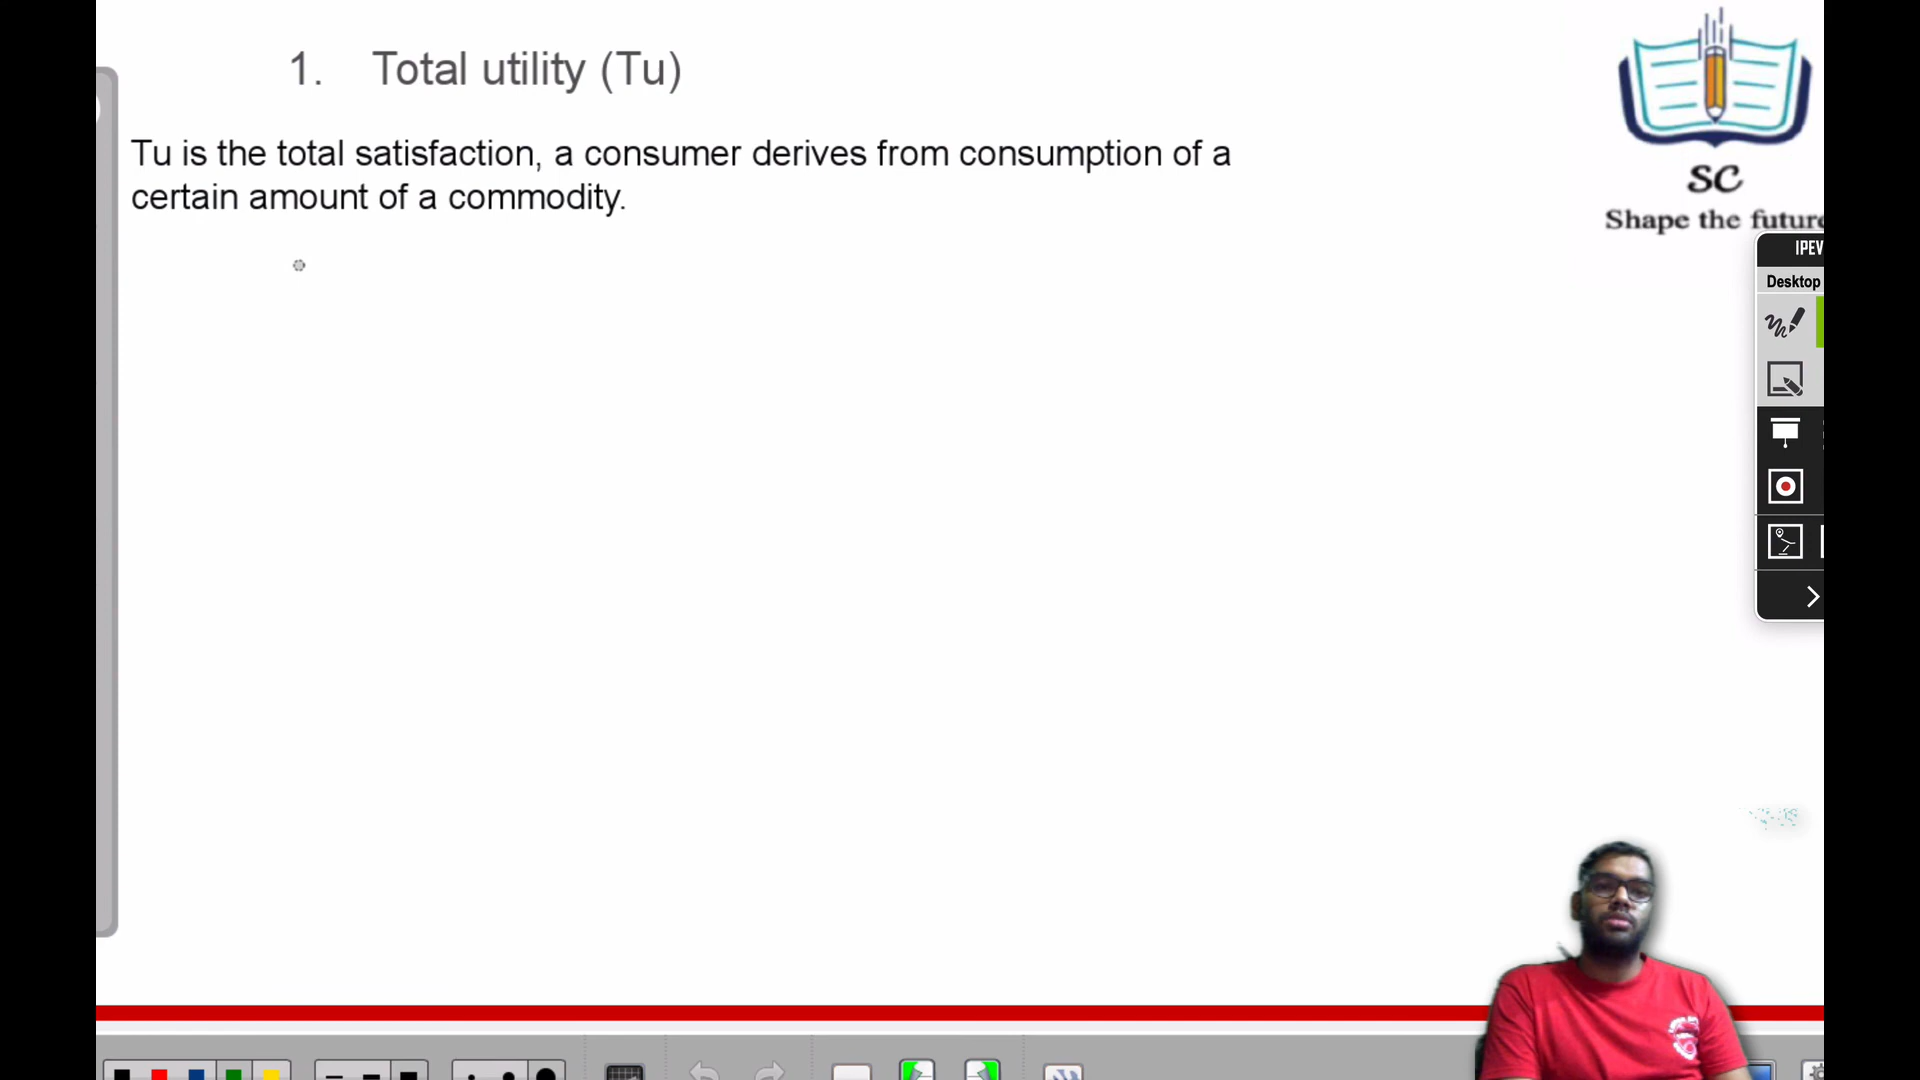 1. Total utility (Tu)
Tu is the total satisfaction, a consumer derives from consumption of a
certain amount of a commodity.
SC
Shape the future
IPEV
Desktop